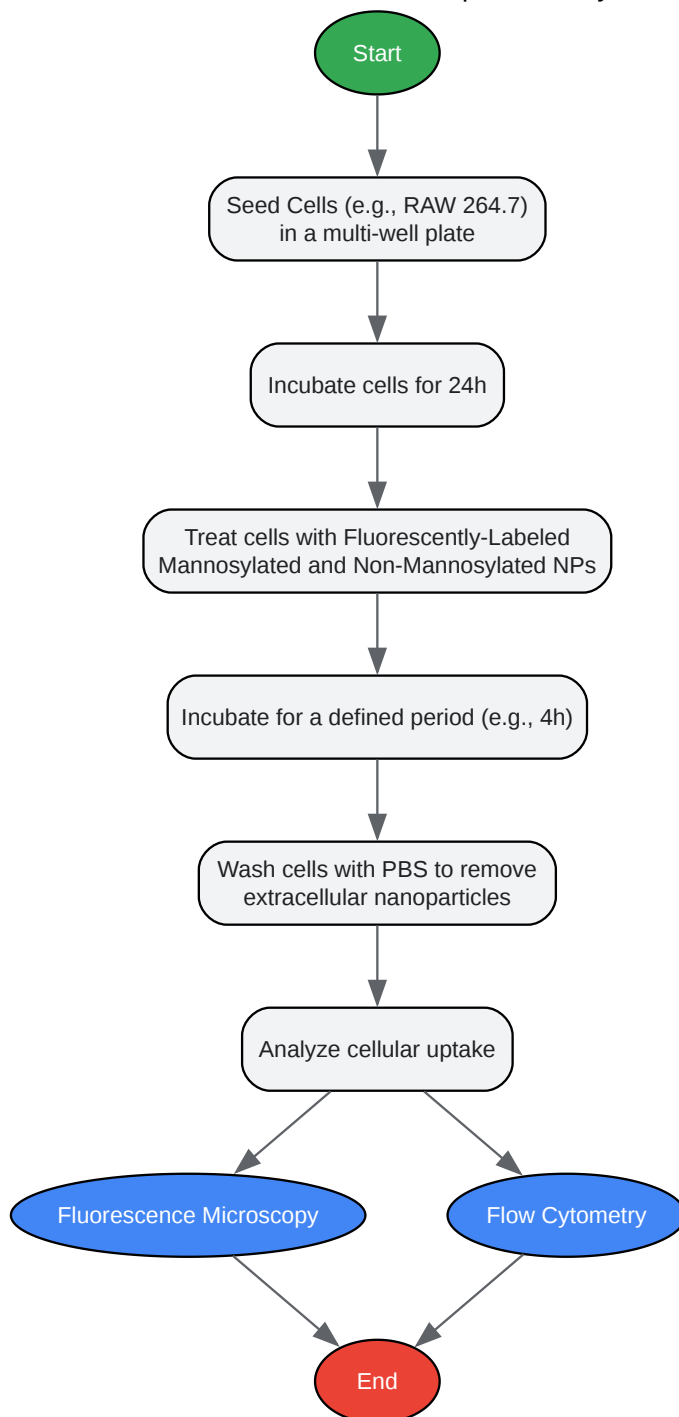 Start
Seed Cells (e.g., RAW 264.7)
in a multi-well plate
Incubate cells for 24h
Treat cells with Fluorescently-Labeled
Mannosylated and Non-Mannosylated NPs
Incubate for a defined period (e.g., 4h)
Wash cells with PBS to remove
extracellular nanoparticles
Analyze cellular uptake
Fluorescence Microscopy
Flow Cytometry
End